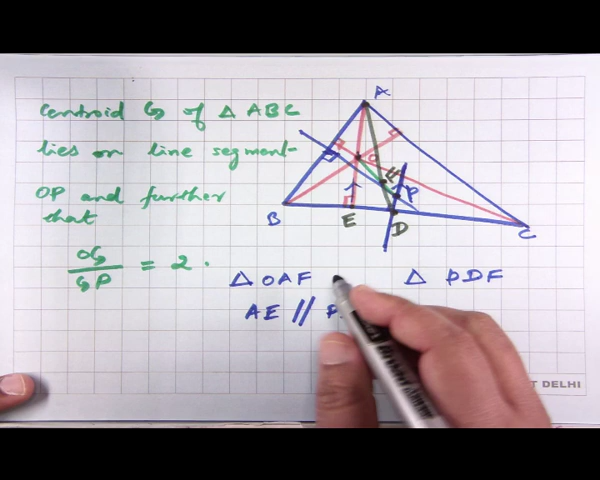 Centroid G of △ ABC
lies on line segment
OP and further
that
OG/GP = 2.
A
O
F
P
B
E
D
C
△ OAF △ PDF
AE // P
T DELHI